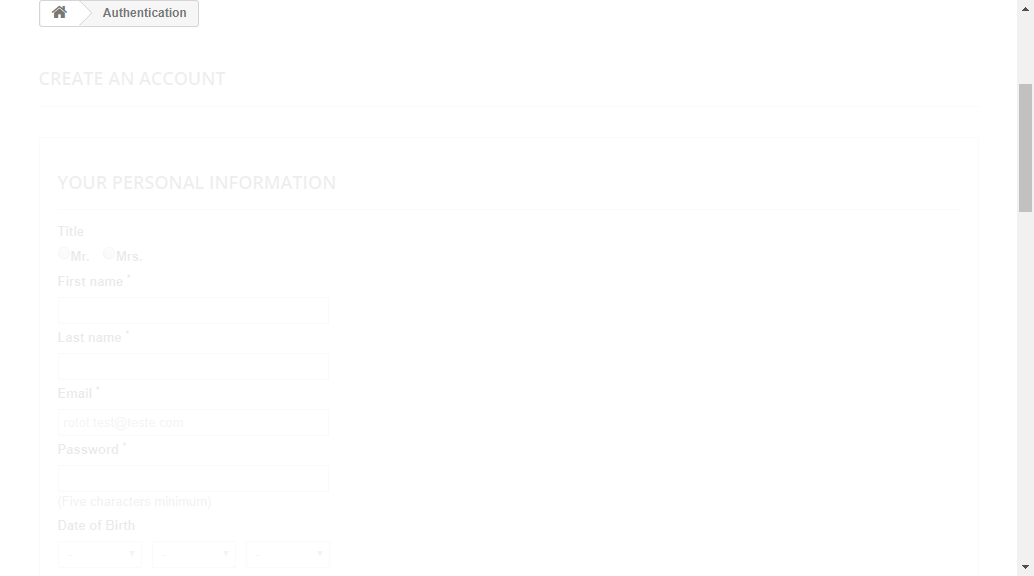 Authentication
CREATE AN ACCOUNT
YOUR PERSONAL INFORMATION
Title
Mr. Mrs.
First name *
Last name *
Email *
rofot.test@teste.com
Password *
(Five characters minimum)
Date of Birth
- - -